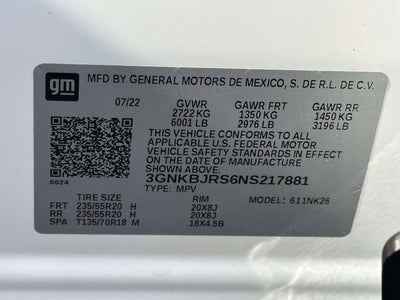 gm
MFD BY GENERAL MOTORS DE MEXICO, S. DE R.L. DE C.V.
07/22 GVWR GAWR FRT GAWR RR
2722 KG 1350 KG 1450 KG
6001 LB 2976 LB 3196 LB
THIS VEHICLE CONFORMS TO ALL
APPLICABLE U.S. FEDERAL MOTOR
VEHICLE SAFETY STANDARDS IN EFFECT
ON THE DATE OF MANUFACTURE SHOWN ABOVE.
8624 3GNKBJRS6NS217881
TYPE: MPV MODEL: 611NK26
TIRE SIZE RIM
FRT 235/55R20 H 20X8J
RR 235/55R20 H 20X8J
SPA T135/70R18 M 18X4.5B